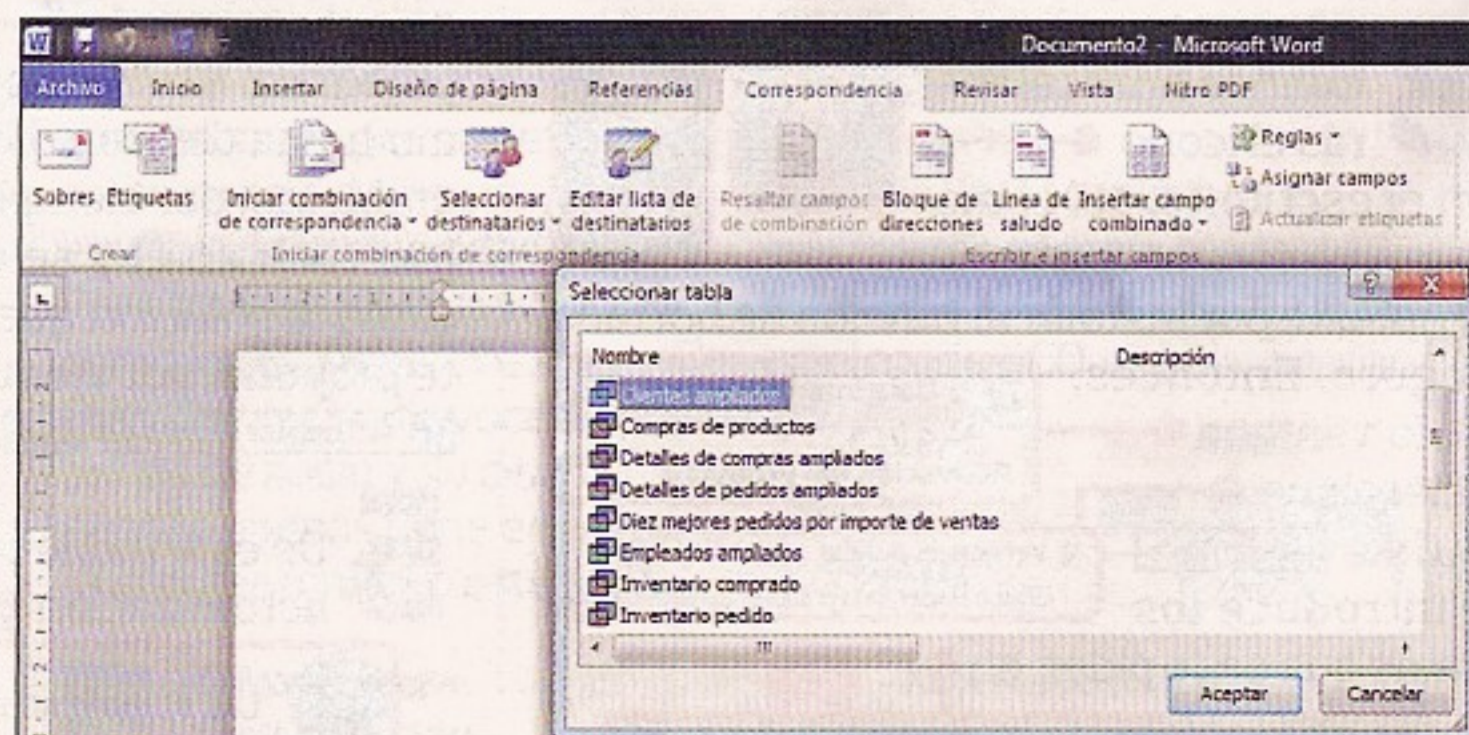 Documento2 - Microsoft Word
Archivo Inicio Insertar Diseño de página Referencias Correspondencia Revisar Vista Nitro PDF
Reglas
Asignar campos
Actualizar etiquetas
Sobres Etiquetas Iniciar combinación Seleccionar Editar lista de Resaltar campos Bloque de Línea de Insertar campo
de correspondencia destinatarios destinatarios de combinación direcciones saludo combinado
Crear Iniciar combinación de correspondencia Escribir e insertar campos
Seleccionar tabla
Nombre Descripción
Clientes ampliados
Compras de productos
Detalles de compras ampliados
Detalles de pedidos ampliados
Diez mejores pedidos por importe de ventas
Empleados ampliados
Inventario comprado
Inventario pedido
Aceptar Cancelar